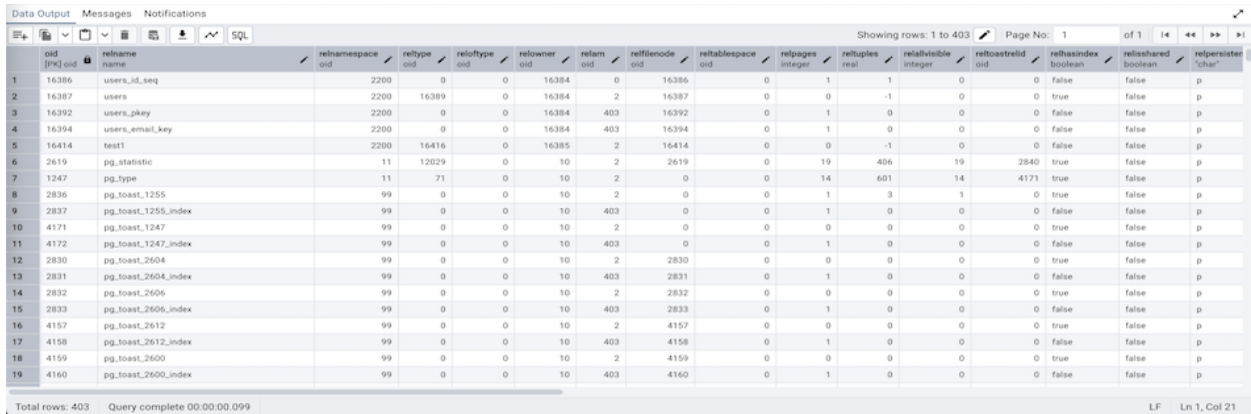 Data Output Messages Notifications
SQL Showing rows: 1 to 403 Page No: 1 of 1
oid relname relnamespace reltype reloftype relowner relam relfilenode reltablespace relpages reltuples relallvisible reltoastrelid relhasindex relisshared relpersisten
[PK] oid name oid oid oid oid oid oid oid integer real integer oid boolean boolean "char"
1 16386 users_id_seq 2200 0 0 16384 0 16386 0 1 1 0 0 false false p
2 16387 users 2200 16389 0 16384 2 16387 0 0 -1 0 0 true false p
3 16392 users_pkey 2200 0 0 16384 403 16392 0 1 0 0 0 false false p
4 16394 users_email_key 2200 0 0 16384 403 16394 0 1 0 0 0 false false p
5 16414 test1 2200 16416 0 16385 2 16414 0 0 -1 0 0 false false p
6 2619 pg_statistic 11 12029 0 10 2 2619 0 19 406 19 2840 true false p
7 1247 pg_type 11 71 0 10 2 0 0 14 601 14 4171 true false p
8 2836 pg_toast_1255 99 0 0 10 2 0 0 1 3 1 0 true false p
9 2837 pg_toast_1255_index 99 0 0 10 403 0 0 1 0 0 0 false false p
10 4171 pg_toast_1247 99 0 0 10 2 0 0 0 0 0 0 true false p
11 4172 pg_toast_1247_index 99 0 0 10 403 0 0 1 0 0 0 false false p
12 2830 pg_toast_2604 99 0 0 10 2 2830 0 0 0 0 0 true false p
13 2831 pg_toast_2604_index 99 0 0 10 403 2831 0 1 0 0 0 false false p
14 2832 pg_toast_2606 99 0 0 10 2 2832 0 0 0 0 0 true false p
15 2833 pg_toast_2606_index 99 0 0 10 403 2833 0 1 0 0 0 false false p
16 4157 pg_toast_2612 99 0 0 10 2 4157 0 0 0 0 0 true false p
17 4158 pg_toast_2612_index 99 0 0 10 403 4158 0 1 0 0 0 false false p
18 4159 pg_toast_2600 99 0 0 10 2 4159 0 0 0 0 0 true false p
19 4160 pg_toast_2600_index 99 0 0 10 403 4160 0 1 0 0 0 false false p
Total rows: 403 Query complete 00:00:00.099 LF Ln 1, Col 21